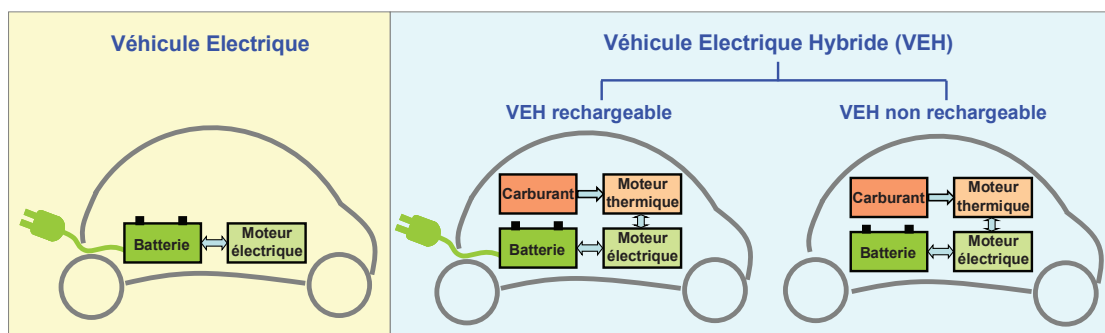 Véhicule Electrique
Véhicule Electrique Hybride (VEH)
VEH rechargeable
VEH non rechargeable
Batterie
Moteur
électrique
Carburant
Moteur
thermique
Batterie
Moteur
électrique
Carburant
Moteur
thermique
Batterie
Moteur
électrique